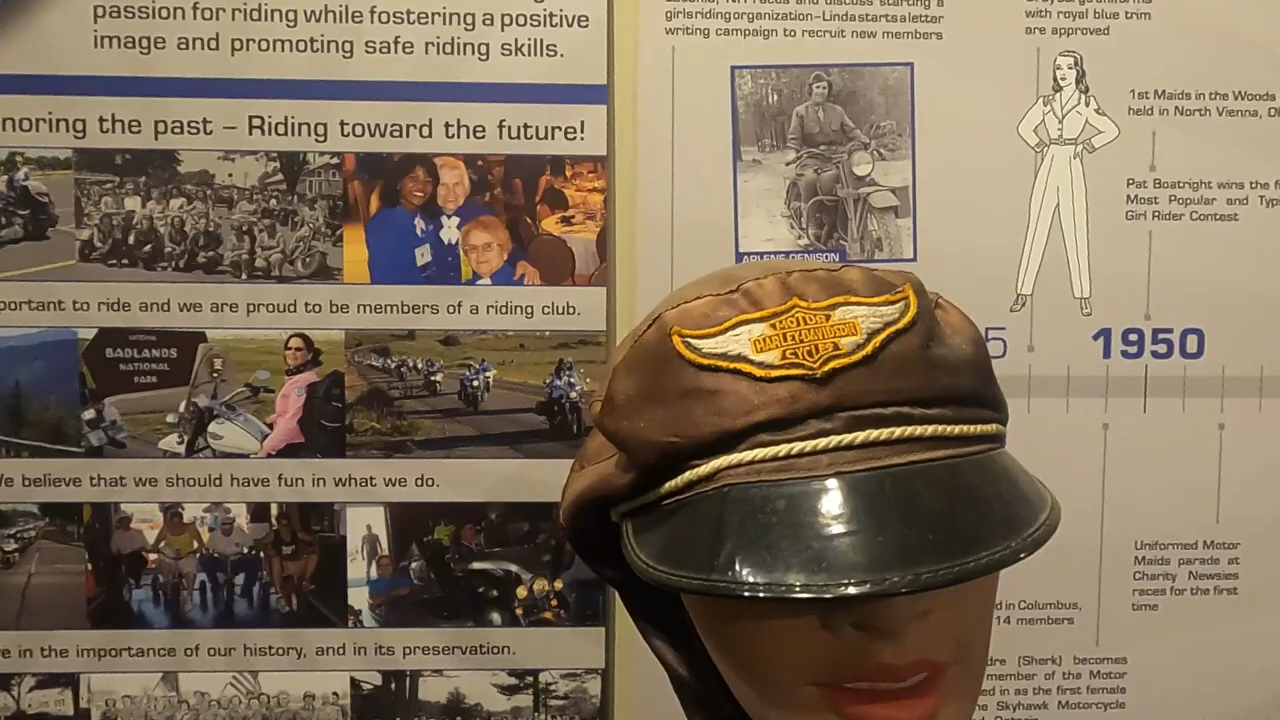 passion for riding while fostering a positive
image and promoting safe riding skills.
noring the past – Riding toward the future!
portant to ride and we are proud to be members of a riding club.
BADLANDS
NATIONAL
PARK
e believe that we should have fun in what we do.
e in the importance of our history, and in its preservation.
and discuss starting a
girls riding organization – Linda starts a letter
writing campaign to recruit new members
ARLENE DENISON
with royal blue trim
are approved
1st Maids in the Woods
held in North Vienna,
Pat Boatright wins the
Most Popular and
Girl Rider Contest
5
1950
MOTOR
HARLEY-DAVIDSON
CYCLES
Uniformed Motor
Maids parade at
Charity Newsies
races for the first
time
d in Columbus,
14 members
(Sherk) becomes
member of the Motor
ed in as the first female
Skyhawk Motorcycle